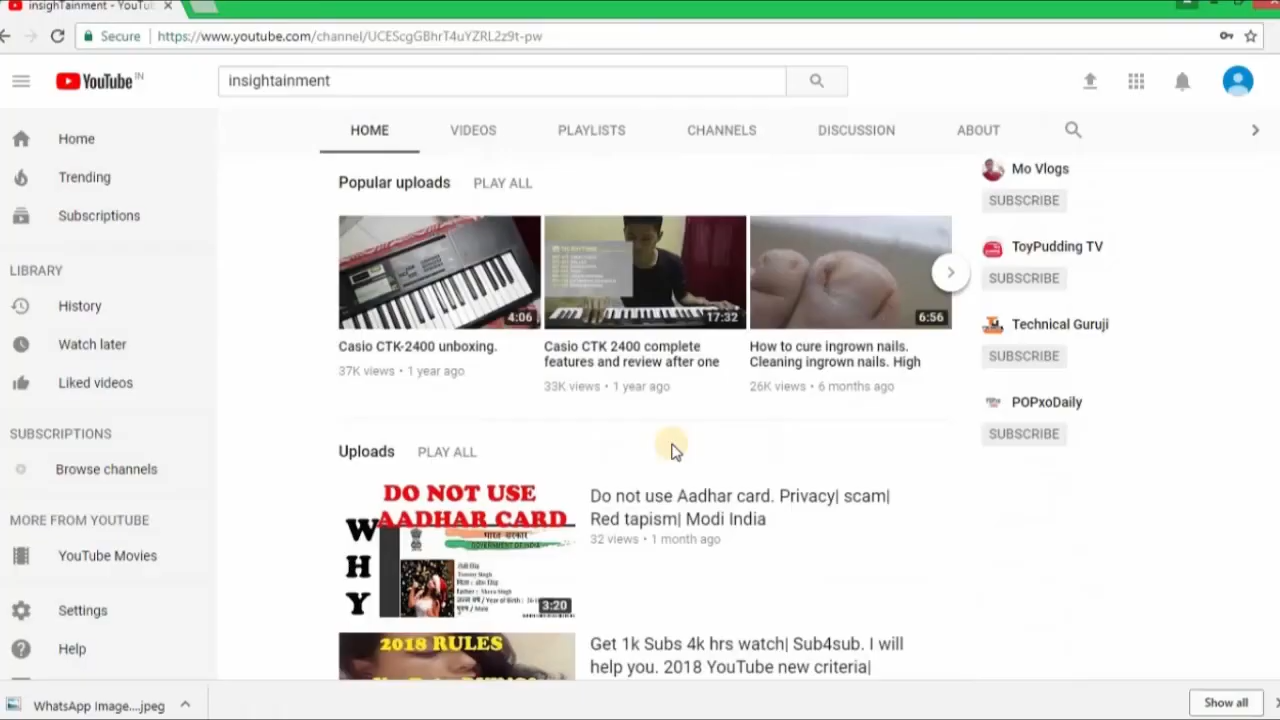 insighTainment - YouTub
Secure
https://www.youtube.com/channel/UCEScgGBhrT4uYZRL2z9t-pw
YouTube IN
insightainment
Home
Trending
Subscriptions
LIBRARY
History
Watch later
Liked videos
SUBSCRIPTIONS
Browse channels
MORE FROM YOUTUBE
YouTube Movies
Settings
Help
HOME VIDEOS PLAYLISTS CHANNELS DISCUSSION ABOUT
Popular uploads PLAY ALL
4:06
Casio CTK-2400 unboxing.
37K views • 1 year ago
17:32
Casio CTK 2400 complete
features and review after one
33K views • 1 year ago
6:56
How to cure ingrown nails.
Cleaning ingrown nails. High
26K views • 6 months ago
Mo Vlogs
SUBSCRIBE
ToyPudding TV
SUBSCRIBE
Technical Guruji
SUBSCRIBE
POPxoDaily
SUBSCRIBE
Uploads PLAY ALL
DO NOT USE
AADHAR CARD
WHY
3:20
Do not use Aadhar card. Privacy| scam|
Red tapism| Modi India
32 views • 1 month ago
2018 RULES
Get 1k Subs 4k hrs watch| Sub4sub. I will
help you. 2018 YouTube new criteria|
WhatsApp Image....jpeg
Show all